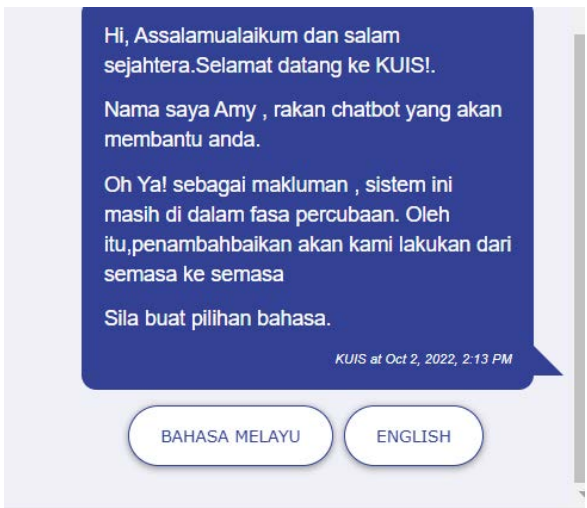 Hi, Assalamualaikum dan salam
sejahtera.Selamat datang ke KUIS!.
Nama saya Amy , rakan chatbot yang akan
membantu anda.
Oh Ya! sebagai makluman , sistem ini
masih di dalam fasa percubaan. Oleh
itu,penambahbaikan akan kami lakukan dari
semasa ke semasa
Sila buat pilihan bahasa.
KUIS at Oct 2, 2022, 2:13 PM
BAHASA MELAYU
ENGLISH